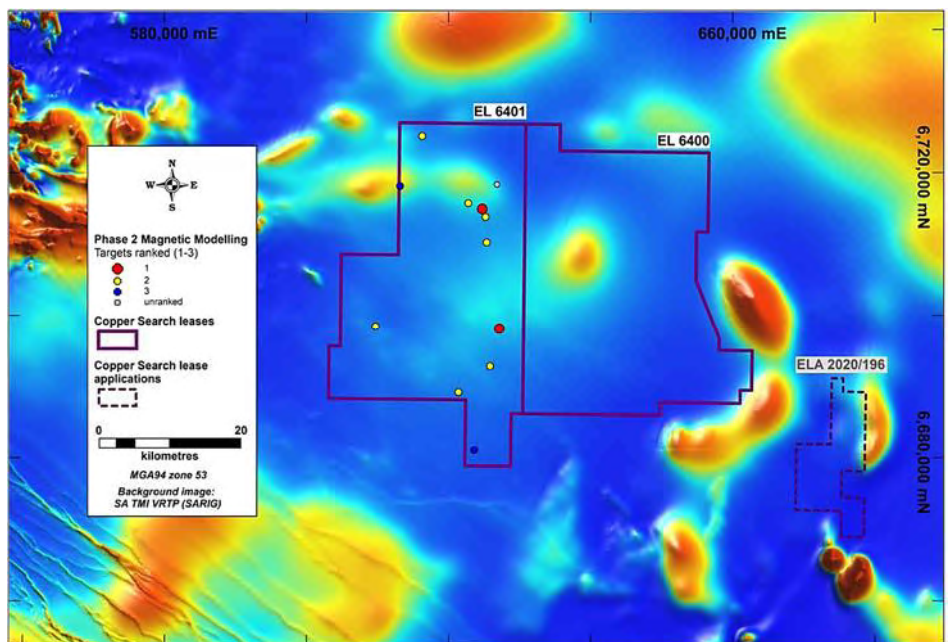 580,000 mE
660,000 mE
EL 6401
EL 6400
6,720,000 mN
N
W E
S
Phase 2 Magnetic Modelling
Targets ranked (1-3)
1
2
3
unranked
Copper Search leases
Copper Search lease
applications
0 20
kilometres
MGA94 zone 53
Background image:
SA TMI VRTP (SARIG)
ELA 2020/196
6,680,000 mN